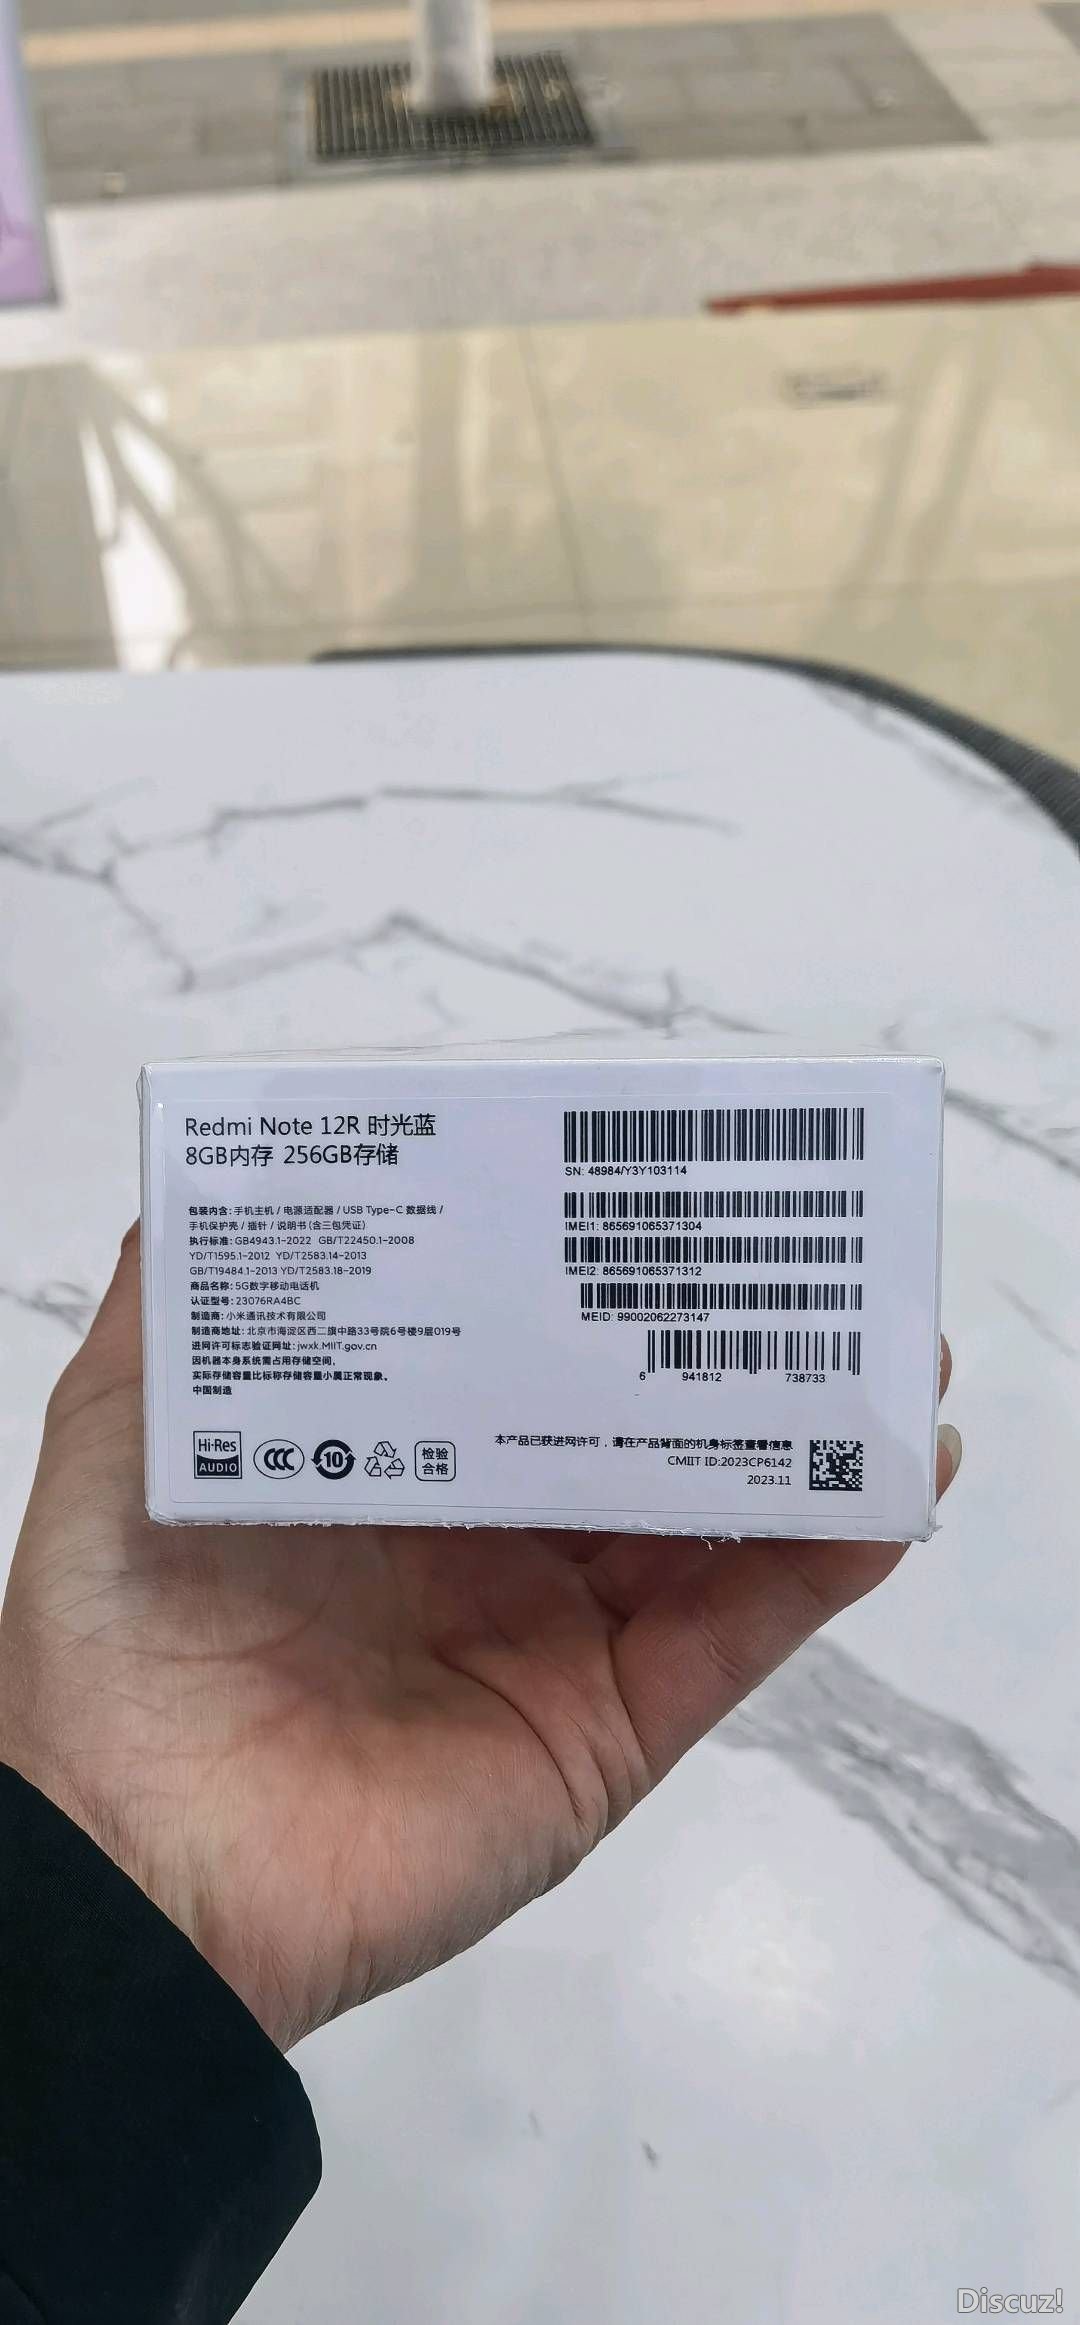 Redmi Note 12R 时光蓝
8GB内存 256GB存储
包装内含: 手机主机 / 电源适配器 / USB Type-C 数据线 /
手机保护壳 / 插针 / 说明书(含三包凭证)
执行标准: GB4943.1-2022 GB/T22450.1-2008
YD/T1595.1-2012 YD/T2583.14-2013
GB/T19484.1-2013 YD/T2583.18-2019
商品名称: 5G数字移动电话机
认证型号: 23076RA4BC
制造商: 小米通讯技术有限公司
制造商地址: 北京市海淀区西二旗中路33号院6号楼9层019号
进网许可标志验证网址: jwxk.MIIT.gov.cn
因机器本身系统需占用存储空间,
实际存储容量比标称存储容量小属正常现象。
中国制造
Hi-Res
AUDIO
CCC
10
检验
合格
SN: 48984/Y3Y103114
IMEI1: 865691065371304
IMEI2: 865691065371312
MEID: 99002062273147
6 941812 738733
本产品已获进网许可，请在产品背面的机身标签查看信息
CMIIT ID:2023CP6142
2023.11
Discuz!